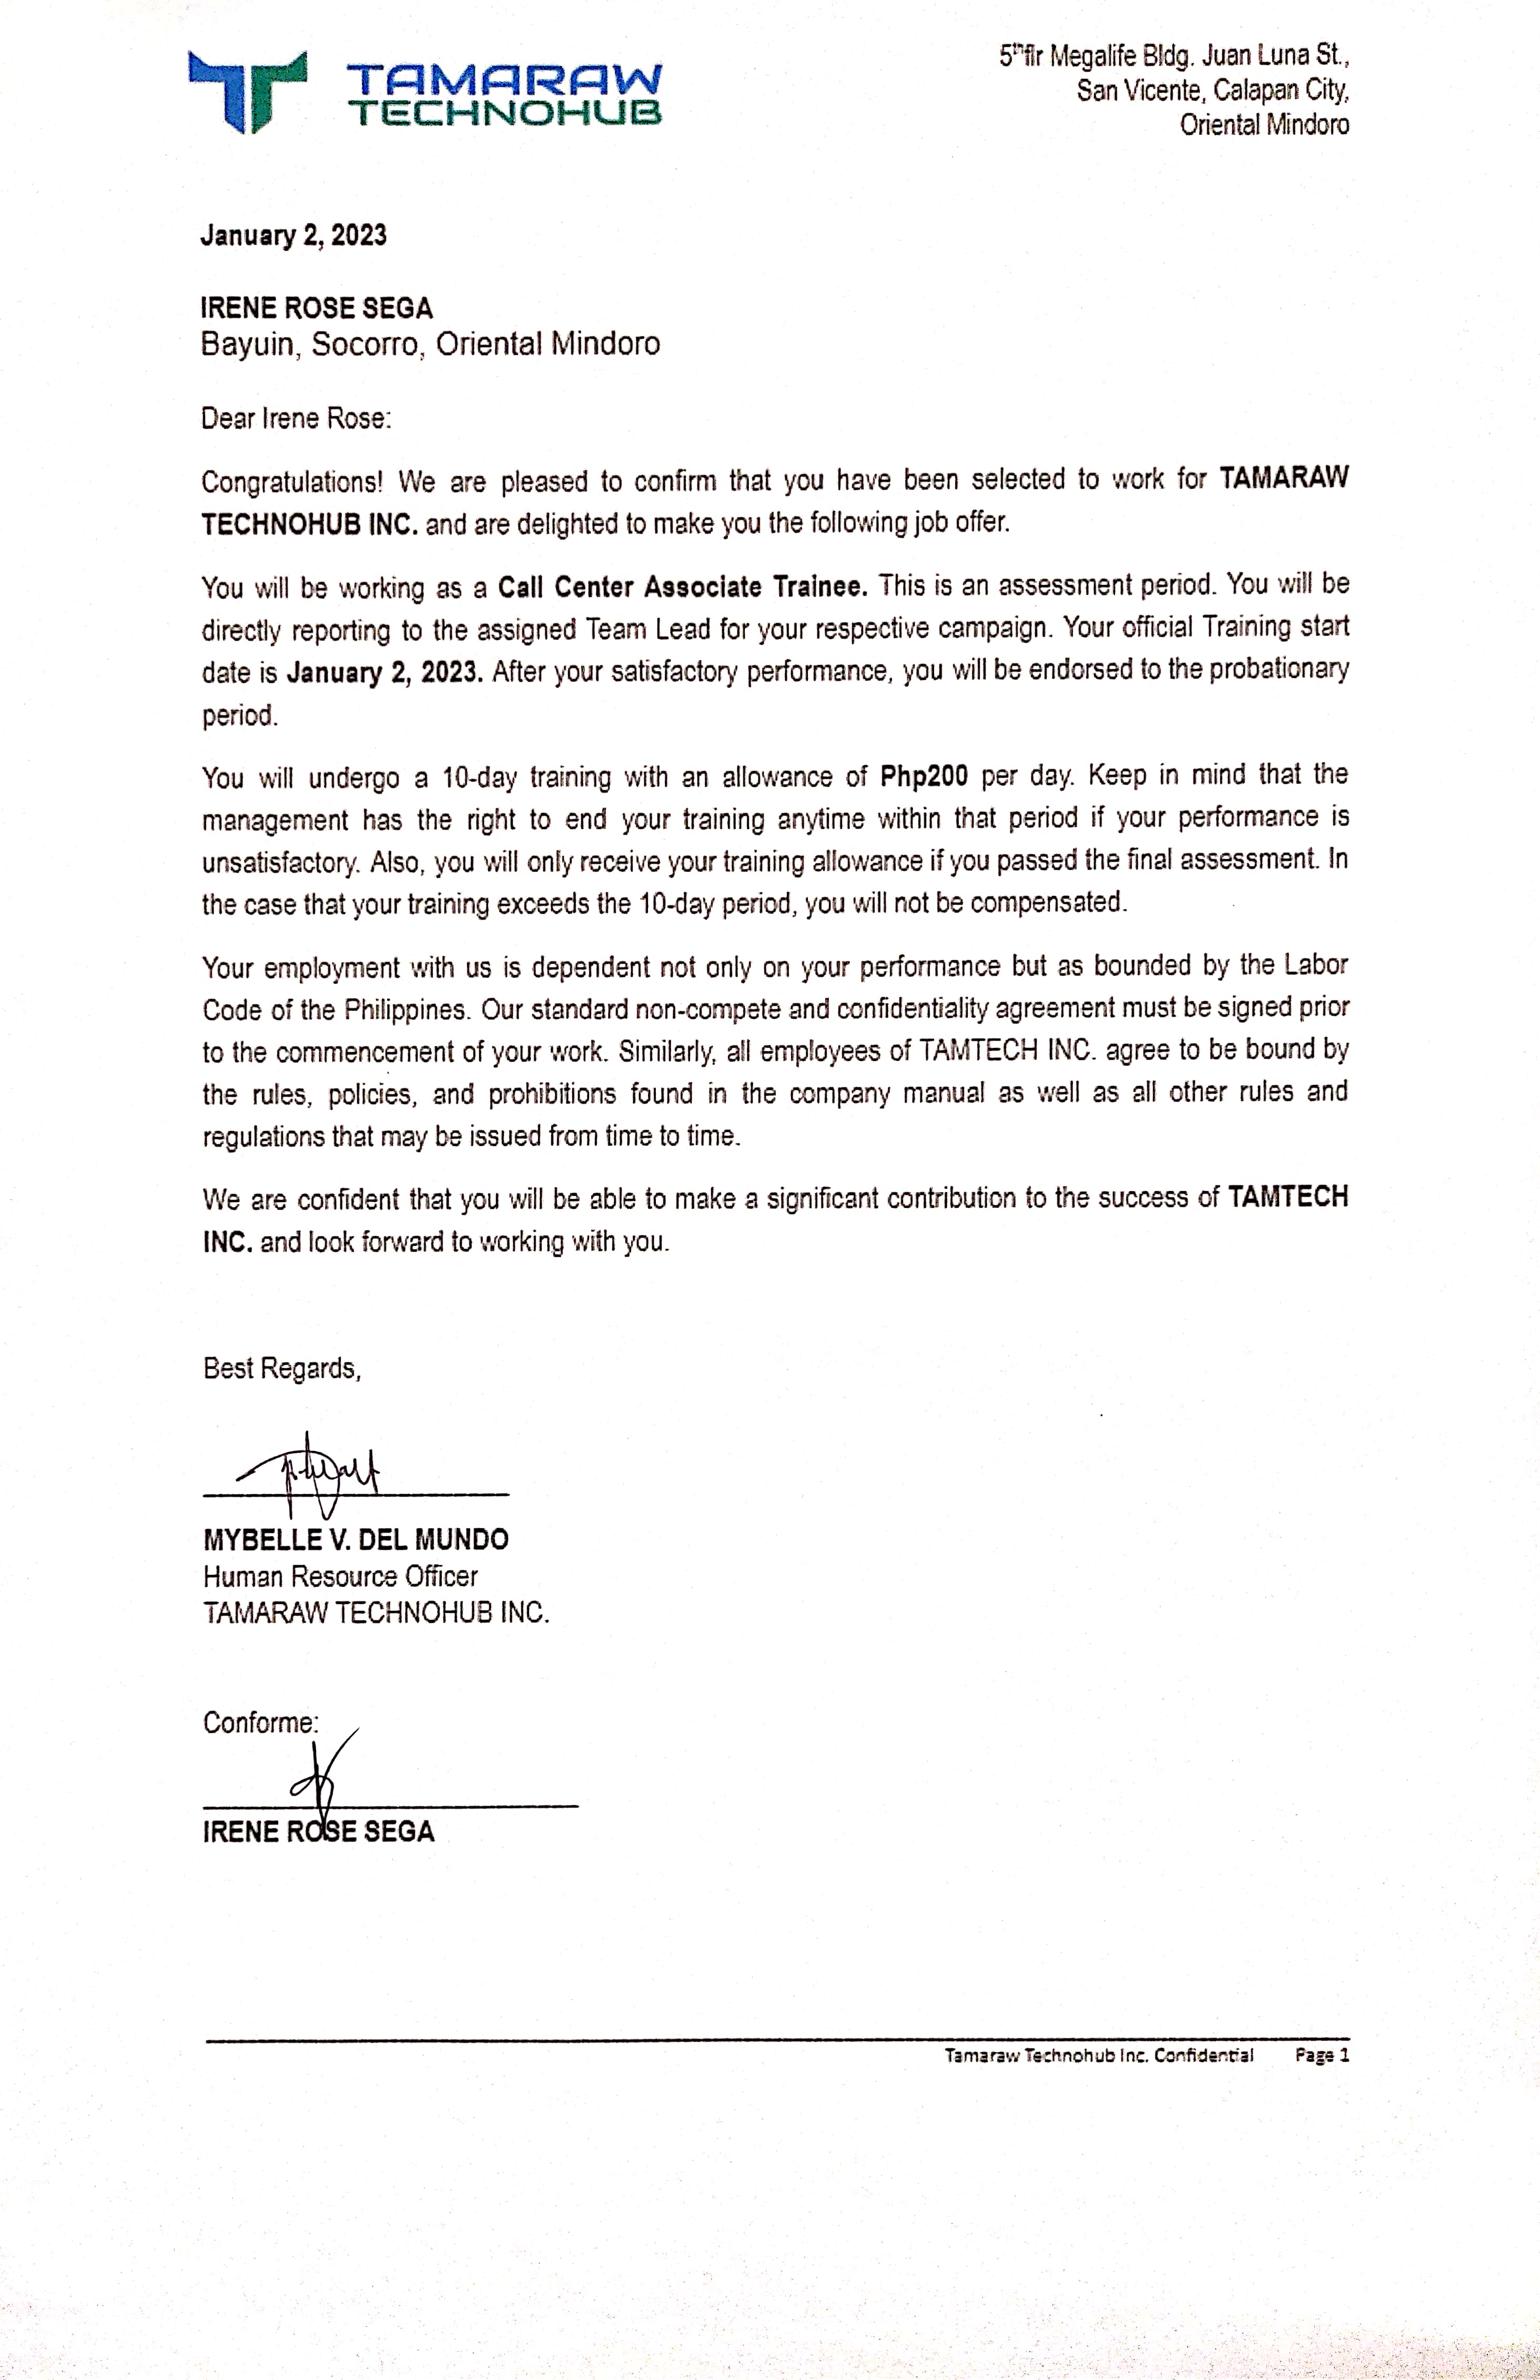 TAMARAW
TECHNOHUB
5thflr Megalife Bldg. Juan Luna St.,
San Vicente, Calapan City,
Oriental Mindoro
January 2, 2023
IRENE ROSE SEGA
Bayuin, Socorro, Oriental Mindoro
Dear Irene Rose:
Congratulations! We are pleased to confirm that you have been selected to work for TAMARAW
TECHNOHUB INC. and are delighted to make you the following job offer.
You will be working as a Call Center Associate Trainee. This is an assessment period. You will be
directly reporting to the assigned Team Lead for your respective campaign. Your official Training start
date is January 2, 2023. After your satisfactory performance, you will be endorsed to the probationary
period.
You will undergo a 10-day training with an allowance of Php200 per day. Keep in mind that the
management has the right to end your training anytime within that period if your performance is
unsatisfactory. Also, you will only receive your training allowance if you passed the final assessment. In
the case that your training exceeds the 10-day period, you will not be compensated.
Your employment with us is dependent not only on your performance but as bounded by the Labor
Code of the Philippines. Our standard non-compete and confidentiality agreement must be signed prior
to the commencement of your work. Similarly, all employees of TAMTECH INC. agree to be bound by
the rules, policies, and prohibitions found in the company manual as well as all other rules and
regulations that may be issued from time to time.
We are confident that you will be able to make a significant contribution to the success of TAMTECH
INC. and look forward to working with you.
Best Regards,
MYBELLE V. DEL MUNDO
Human Resource Officer
TAMARAW TECHNOHUB INC.
Conforme:
IRENE ROSE SEGA
Tamaraw Technohub Inc. Confidential Page 1